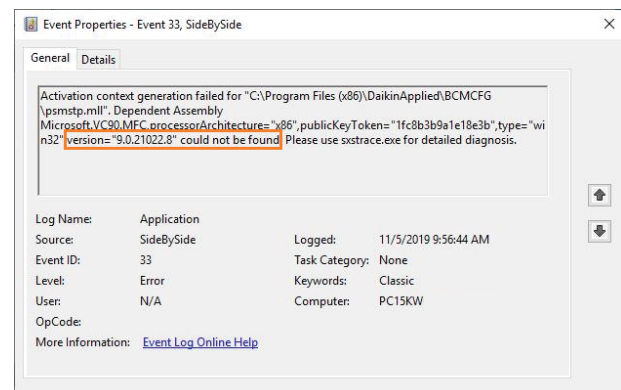 Event Properties - Event 33, SideBySide
General Details
Activation context generation failed for "C:\Program Files (x86)\DaikinApplied\BCMCFG
\psmstp.mll". Dependent Assembly
Microsoft.VC90.MFC.processorArchitecture="x86",publicKeyToken="1fc8b3b9a1e18e3b",type="wi
n32" version="9.0.21022.8" could not be found Please use sxstrace.exe for detailed diagnosis.
Log Name: Application
Source: SideBySide Logged: 11/5/2019 9:56:44 AM
Event ID: 33 Task Category: None
Level: Error Keywords: Classic
User: N/A Computer: PC15KW
OpCode:
More Information: Event Log Online Help